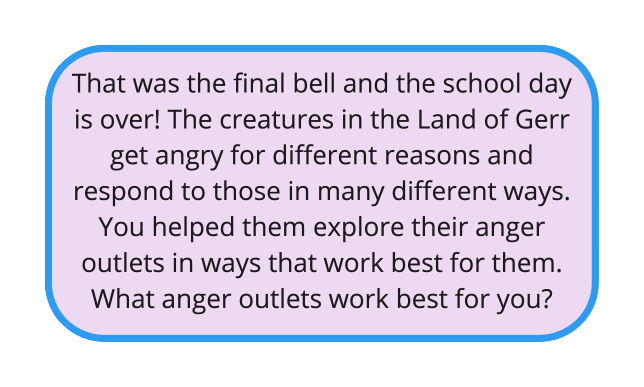 That was the final bell and the school day
is over! The creatures in the Land of Gerr
get angry for different reasons and
respond to those in many different ways.
You helped them explore their anger
outlets in ways that work best for them.
What anger outlets work best for you?